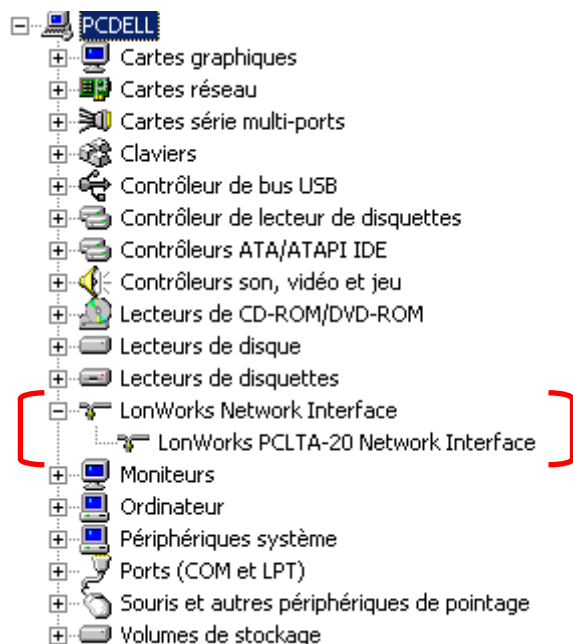 PCDELL
Cartes graphiques
Cartes réseau
Cartes série multi-ports
Claviers
Contrôleur de bus USB
Contrôleur de lecteur de disquettes
Contrôleurs ATA/ATAPI IDE
Contrôleurs son, vidéo et jeu
Lecteurs de CD-ROM/DVD-ROM
Lecteurs de disque
Lecteurs de disquettes
LonWorks Network Interface
LonWorks PCLTA-20 Network Interface
Moniteurs
Ordinateur
Périphériques système
Ports (COM et LPT)
Souris et autres périphériques de pointage
Volumes de stockage